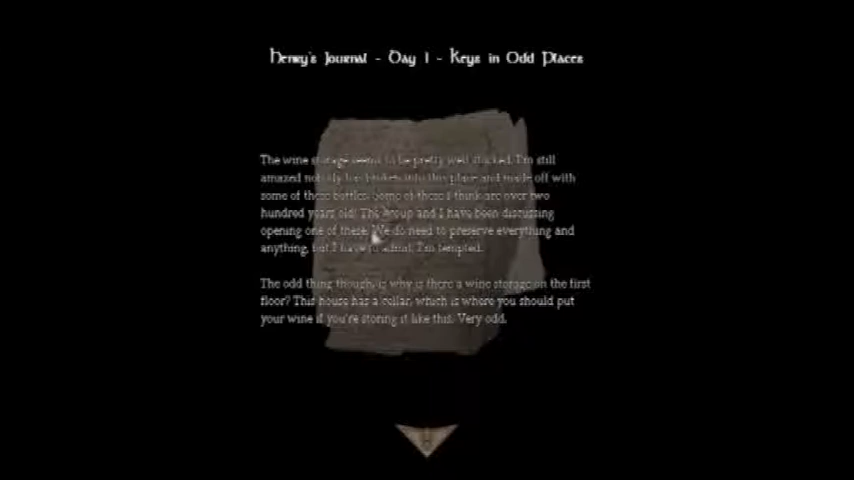 Henry's Journal - Day 1 - Keys in Odd Places
The wine storage seems to be pretty well stocked. I'm still
amazed nobody has broken into this place and made off with
some of these bottles. Some of these I think are over two
hundred years old! The group and I have been discussing
opening one of these. We do need to preserve everything and
anything, but I have to admit, I'm tempted.
The odd thing though, is why is there a wine storage on the first
floor? This house has a cellar, which is where you should put
your wine if you're storing it like this. Very odd.